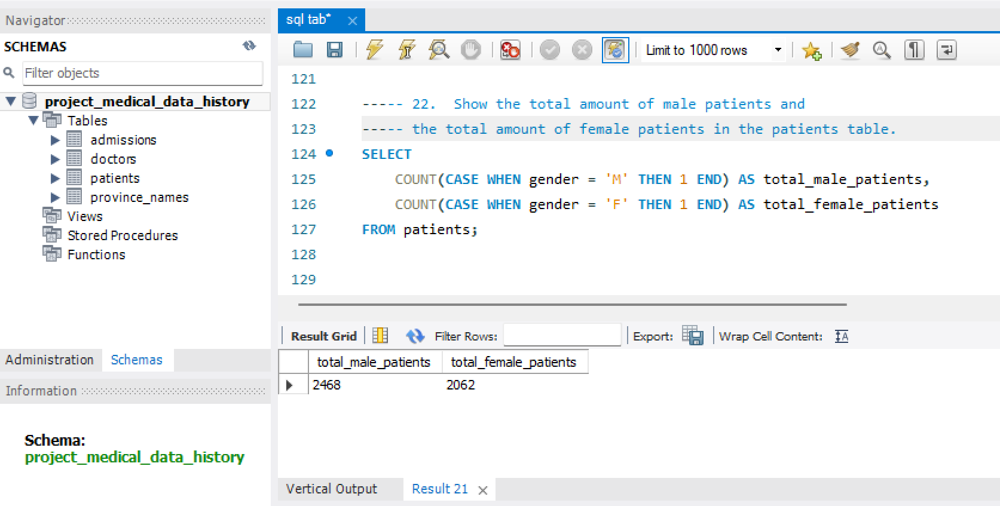 Navigator
SCHEMAS
Filter objects
project_medical_data_history
Tables
admissions
doctors
patients
province_names
Views
Stored Procedures
Functions
Administration Schemas
Information
Schema:
project_medical_data_history
sql tab*
Limit to 1000 rows
121
122 ----- 22.  Show the total amount of male patients and
123 ----- the total amount of female patients in the patients table.
124 SELECT
125     COUNT(CASE WHEN gender = 'M' THEN 1 END) AS total_male_patients,
126     COUNT(CASE WHEN gender = 'F' THEN 1 END) AS total_female_patients
127 FROM patients;
128
129
Result Grid Filter Rows: Export: Wrap Cell Content:
total_male_patients total_female_patients
2468 2062
Vertical Output Result 21